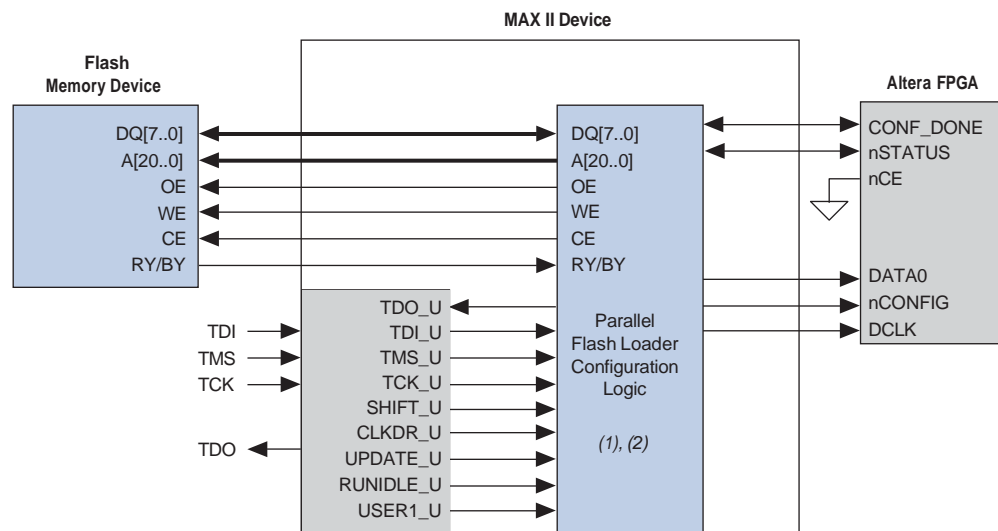 MAX II Device
Flash
Memory Device
Altera FPGA
DQ[7..0]
A[20..0]
OE
WE
CE
RY/BY
DQ[7..0]
A[20..0]
OE
WE
CE
RY/BY
CONF_DONE
nSTATUS
nCE
DATA0
nCONFIG
DCLK
TDI
TMS
TCK
TDO
TDO_U
TDI_U
TMS_U
TCK_U
SHIFT_U
CLKDR_U
UPDATE_U
RUNIDLE_U
USER1_U
Parallel
Flash Loader
Configuration
Logic
(1), (2)